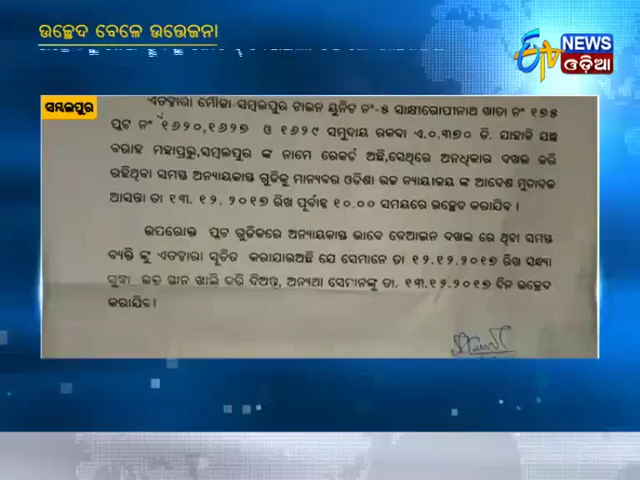 ଉଚ୍ଛେଦ ବେଳେ ଉତ୍ତେଜନା
ETV NEWS
ଓଡ଼ିଆ
ସମ୍ବଲପୁର
ଏତଦ୍ୱାରା ମୌଜା ସମ୍ବଲପୁର ଟାଉନ ୟୁନିଟ ନଂ-୫ ସାକ୍ଷୀଗୋପୀନାଥ ଖାତା ନଂ ୧୭୫
ପ୍ଲଟ ନଂ ୧୬୨୦,୧୬୨୭ ଓ ୧୬୨୯ ସମୁଦାୟ ରକବା ଏ.୦.୩୭୦ ଡି. ଯାହାକି ଯଜ୍ଞ
ବରାହ ମହାପ୍ରଭୁ,ସମ୍ବଲପୁର ଙ୍କ ନାମେ ରେକର୍ଡ ଅଛି,ସେଥିରେ ଅନଧିକାର ଦଖଲ କରି
ରହିଥିବା ସମସ୍ତ ଅନ୍ୟାୟକାସ୍ତ ଗୁଡିକୁ ମାନ୍ୟବର ଓଡିଶା ଉଚ୍ଚ ନ୍ୟାୟାଳୟ ଙ୍କ ଆଦେଶ ମୁତାବକ
ଆସନ୍ତା ତା ୧୩. ୧୨. ୨୦୧୭ ରିଖ ପୂର୍ବାହ୍ନ ୧୦.୦୦ ସମୟରେ ଉଚ୍ଛେଦ କରାଯିବ ।
ଉପରୋକ୍ତ ପ୍ଲଟ ଗୁଡିକରେ ଅନ୍ୟାୟକାସ୍ତ ଭାବେ ବେଆଇନ ଦଖଲ ରେ ଥିବା ସମସ୍ତ
ବ୍ୟକ୍ତି ଙ୍କୁ ଏତଦ୍ୱାରା ସୂଚିତ କରାଯାଉଅଛି ଯେ ସେମାନେ ତା ୧୨.୧୨.୨୦୧୭ ରିଖ ସନ୍ଧ୍ୟା
ସୁଦ୍ଧା ଉକ୍ତ ସ୍ଥାନ ଖାଲି କରି ଦିଅନ୍ତୁ, ଅନ୍ୟଥା ସେମାନଙ୍କୁ ତା. ୧୩.୧୨.୨୦୧୭ ଦିନ ଉଚ୍ଛେଦ
କରାଯିବ ।